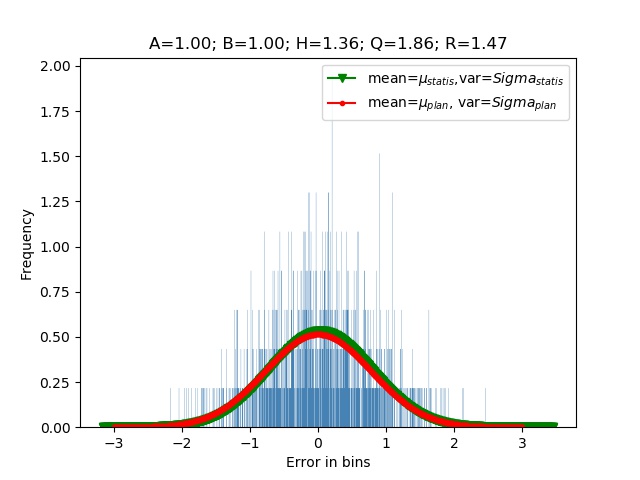 A=1.00; B=1.00; H=1.36; Q=1.86; R=1.47
2.00
1.75
1.50
1.25
1.00
0.75
0.50
0.25
0.00
Frequency
mean=μstatis,var=Sigmastatis
mean=μplan, var=Sigmaplan
−3 −2 −1 0 1 2 3
Error in bins